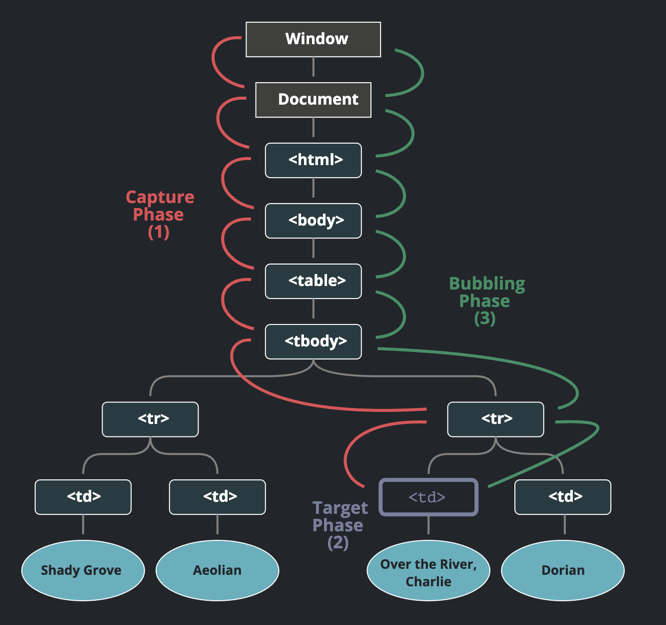 Window
Document
<html>
Capture
Phase
(1)
<body>
<table>
Bubbling
Phase
(3)
<tbody>
<tr>
<tr>
<td>
<td>
<td>
<td>
Target
Phase
(2)
Shady Grove
Aeolian
Over the River,
Charlie
Dorian